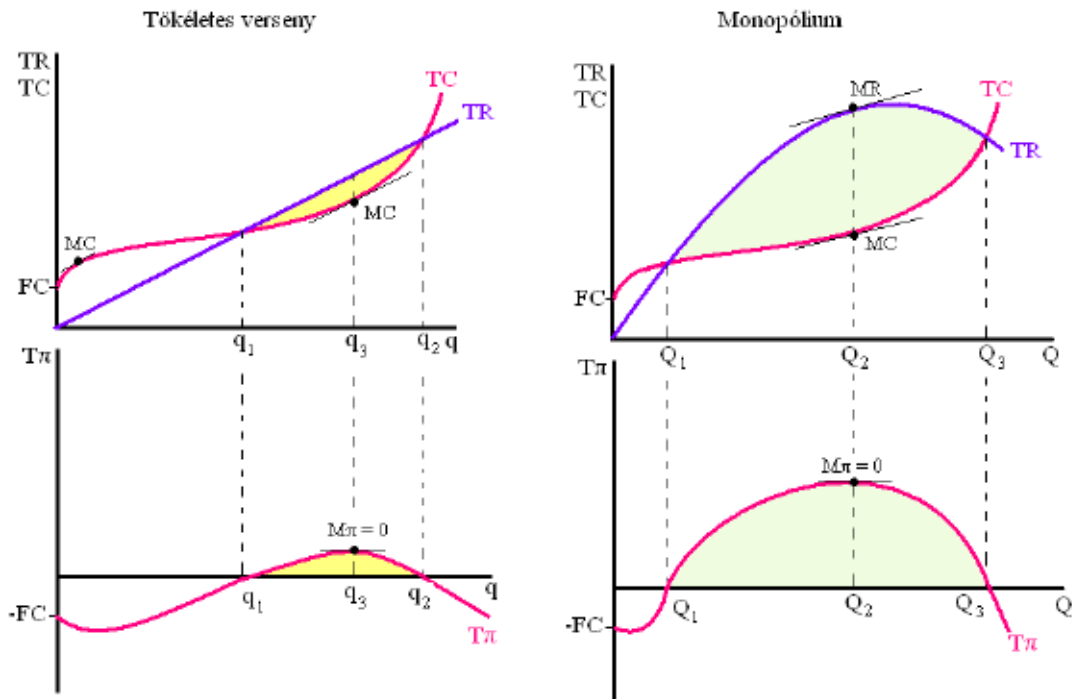 Tökéletes verseny
TR
TC
TC
TR
MC
MC
FC
q₁
q₃
q₂
q
Tπ
Mπ = 0
q₁
q₃
q₂
q
-FC
Tπ
Monopólium
TR
TC
MR
TC
TR
MC
FC
Q₁
Q₂
Q₃
Q
Tπ
Mπ = 0
Q₁
Q₂
Q₃
Q
-FC
Tπ